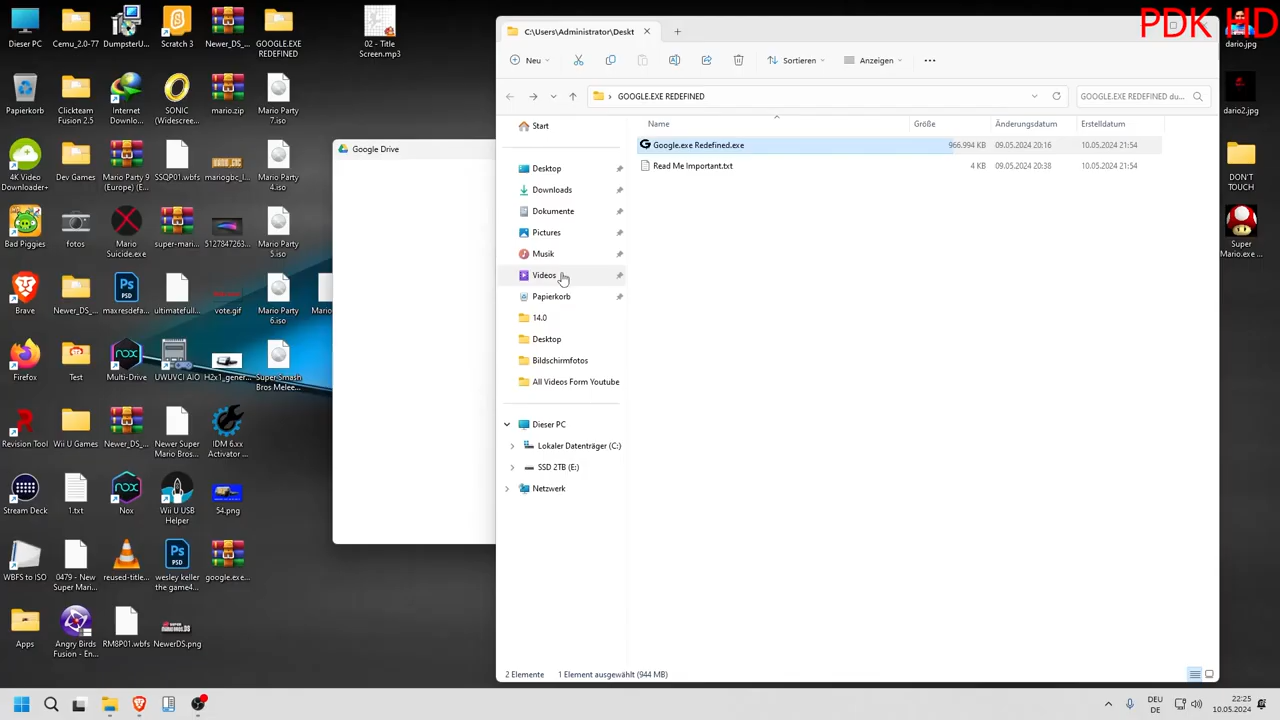 PDK HD
Dieser PC
Cemu_2.0-77
DumpsterU...
Scratch 3
Newer_DS_...
GOOGLE.EXE
REDEFINED
02 - Title
Screen.mp3
Papierkorb
Clickteam
Fusion 2.5
Internet
Downlo...
SONIC
(Windows)...
mario.zip
Mario Party
7.iso
4K Video
Downloader+
Dev Games
Mario Party 9
(Europe) (E...
SSQP01.wbfs
mariogbc_l...
Mario Party
4.iso
Bad Piggies
fotos
Mario
Suicide.exe
super-mari...
5127847263...
Mario Party
5.iso
Brave
Newer_DS_...
maxresdefa...
ultimatefull...
vote.gif
Mario Party
6.iso
Firefox
Test
Multi-Drive
UWUVCI AIO
H2x1_gener...
Super Smash
Bros Melee...
Revision Tool
Wii U Games
Newer_DS_...
New Super
Mario Bros...
IDM 6.xx
Activator ...
Stream Deck
1.txt
Nox
Wii U USB
Helper
54.png
WBFS to ISO
0479 - New
Super Mari...
reused-title...
wesley keller
the game4...
google.exe...
Apps
Angry Birds
Fusion - En...
RM8P01.wbfs
NewerDS.png
Google Drive
C:\Users\Administrator\Deskt
Neu
Sortieren
Anzeigen
GOOGLE.EXE REDEFINED
GOOGLE.EXE REDEFINED du...
Name
Größe
Änderungsdatum
Erstelldatum
Google.exe Redefined.exe
966.994 KB
09.05.2024 20:16
10.05.2024 21:54
Read Me Important.txt
4 KB
09.05.2024 20:38
10.05.2024 21:54
Start
Desktop
Downloads
Dokumente
Pictures
Musik
Videos
Papierkorb
14.0
Desktop
Bildschirmfotos
All Videos Form Youtube
Dieser PC
Lokaler Datenträger (C:)
SSD 2TB (E:)
Netzwerk
2 Elemente
1 Element ausgewählt (944 MB)
dario.jpg
dario2.jpg
DON'T
TOUCH
Super
Mario.exe ...
DEU
DE
22:25
10.05.2024